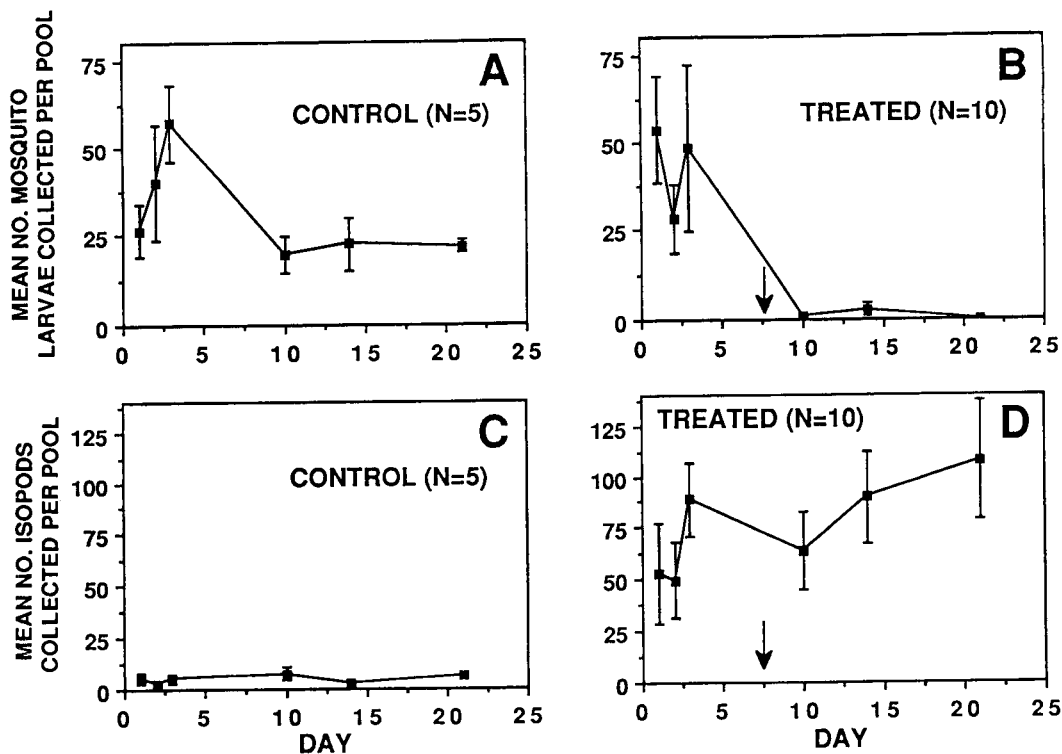 MEAN NO. MOSQUITO
LARVAE COLLECTED PER POOL
75
50
25
0
A
CONTROL (N=5)
0 5 10 15 20 25
75
50
25
0
B
TREATED (N=10)
0 5 10 15 20 25
MEAN NO. ISOPODS
COLLECTED PER POOL
125
100
75
50
25
0
C
CONTROL (N=5)
0 5 10 15 20 25
DAY
125
100
75
50
25
0
TREATED (N=10)
D
0 5 10 15 20 25
DAY